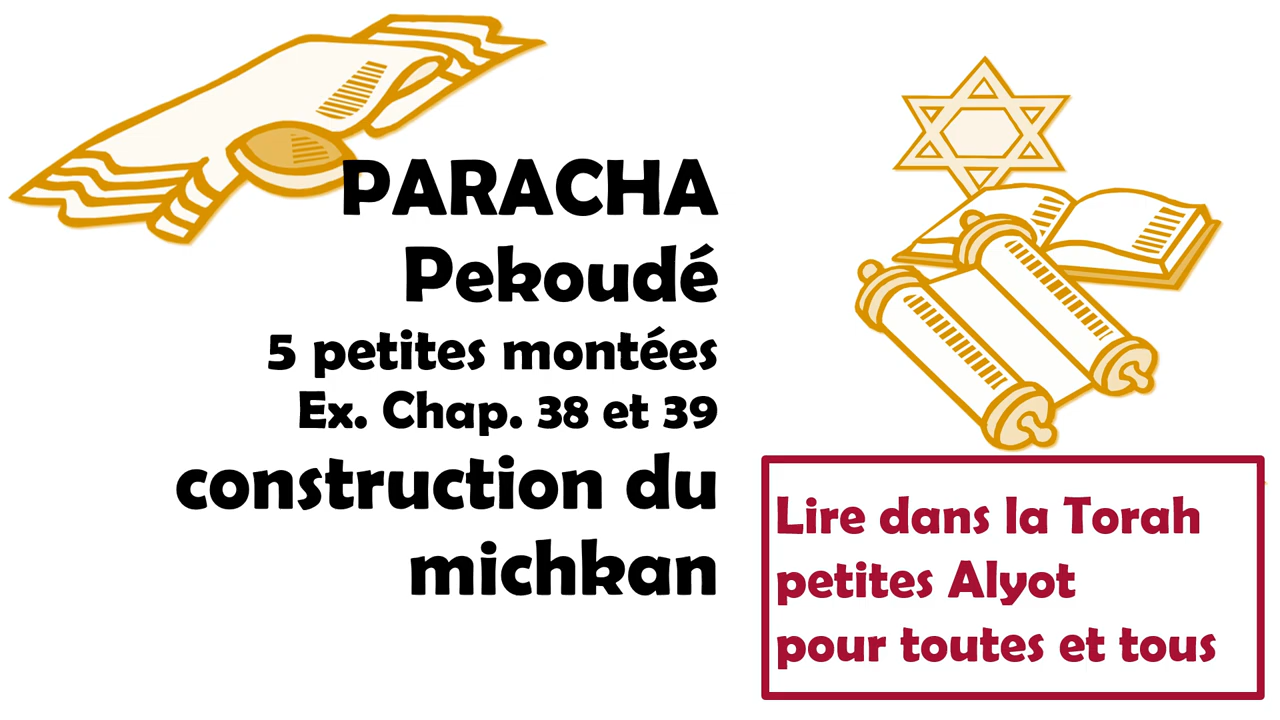 PARACHA
Pekoudé
5 petites montées
Ex. Chap. 38 et 39
construction du
michkan
Lire dans la Torah
petites Alyot
pour toutes et tous